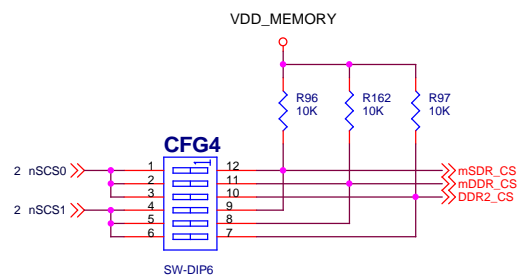 VDD_MEMORY
R96
10K
R162
10K
R97
10K
CFG4
2 nSCS0
1
12
mSDR_CS
2
11
mDDR_CS
3
10
DDR2_CS
2 nSCS1
4
9
5
8
6
7
1
SW-DIP6